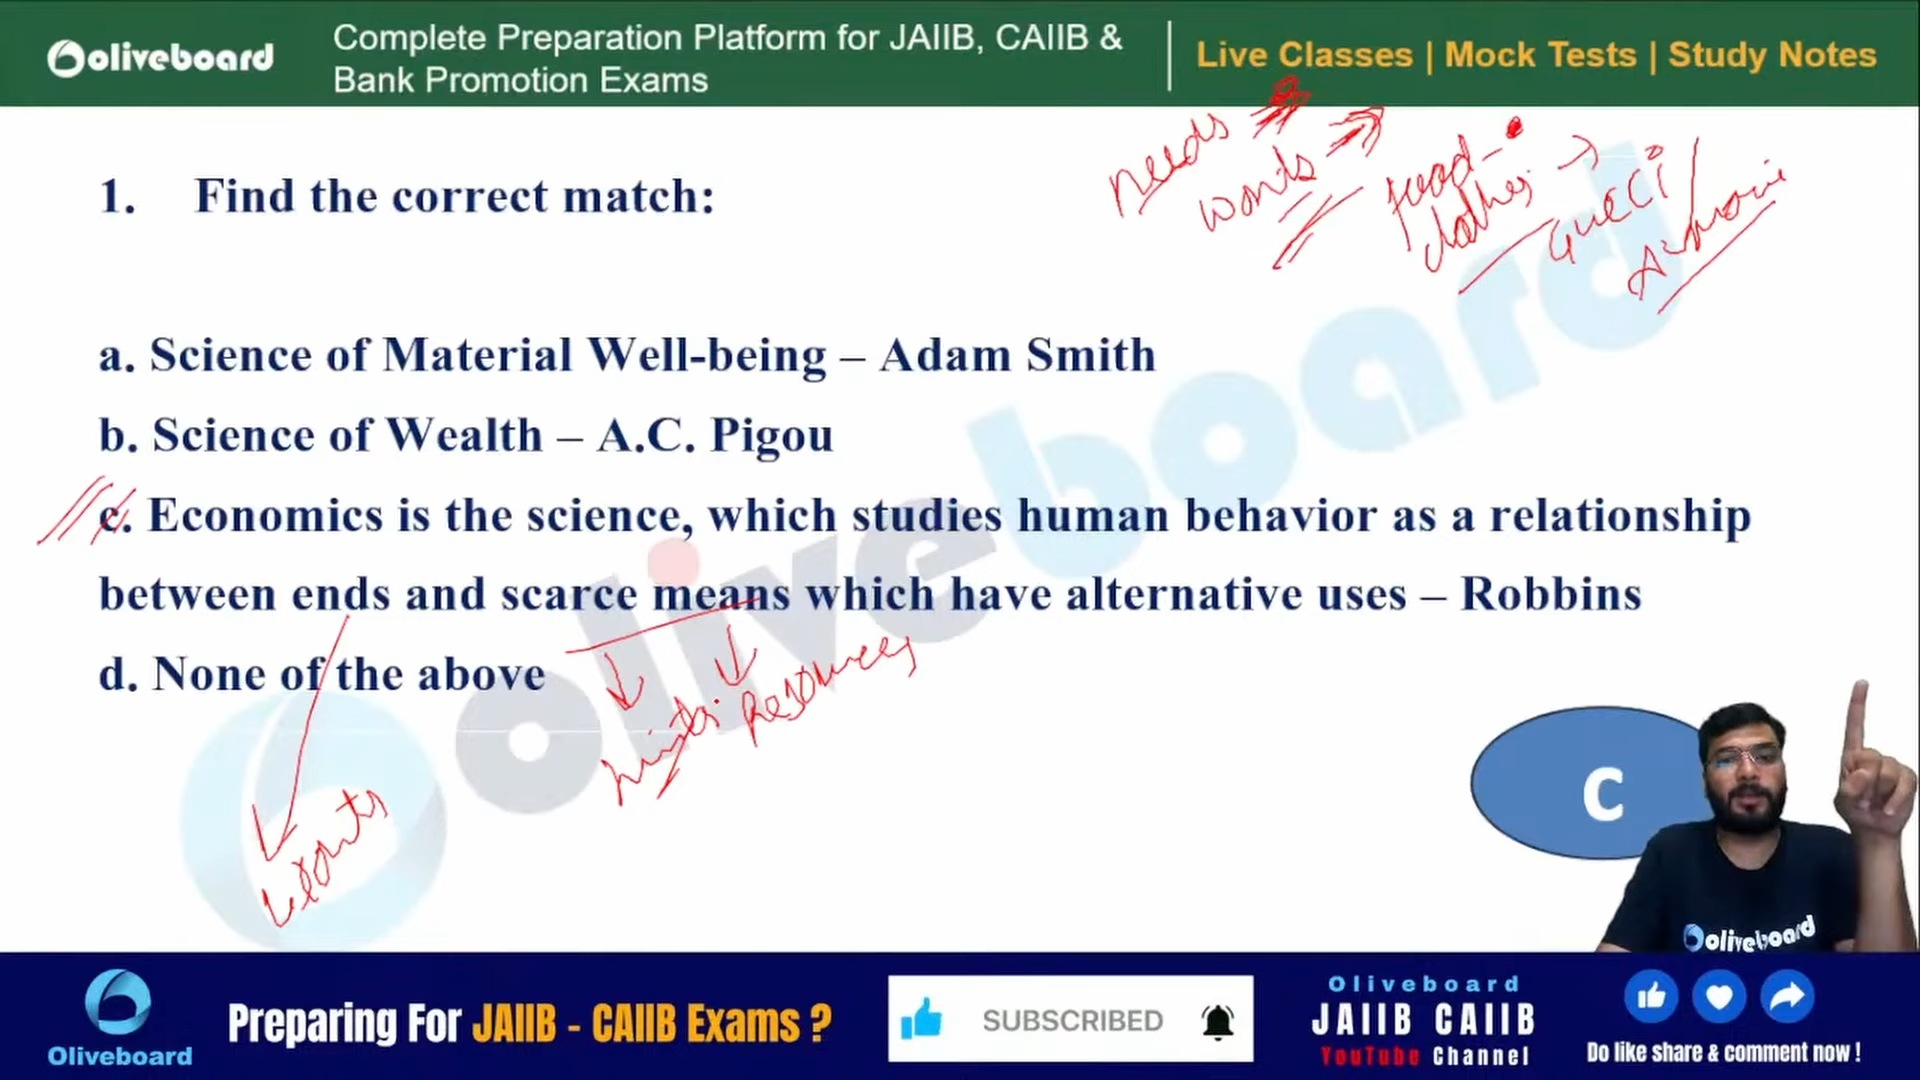 oliveboard
Complete Preparation Platform for JAIIB, CAIIB &
Bank Promotion Exams
Live Classes | Mock Tests | Study Notes
needs
wants
food
clothes
GUCCI
Armani
1. Find the correct match:
a. Science of Material Well-being – Adam Smith
b. Science of Wealth – A.C. Pigou
c. Economics is the science, which studies human behavior as a relationship
between ends and scarce means which have alternative uses – Robbins
d. None of the above
Resources
wants
C
oliveboard
oliveboard
Oliveboard
Preparing For JAIIB - CAIIB Exams ?
SUBSCRIBED
Oliveboard
JAIIB CAIIB
YouTube Channel
Do like share & comment now !